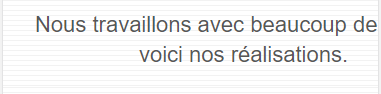 Nous travaillons avec beaucoup de
voici nos réalisations.